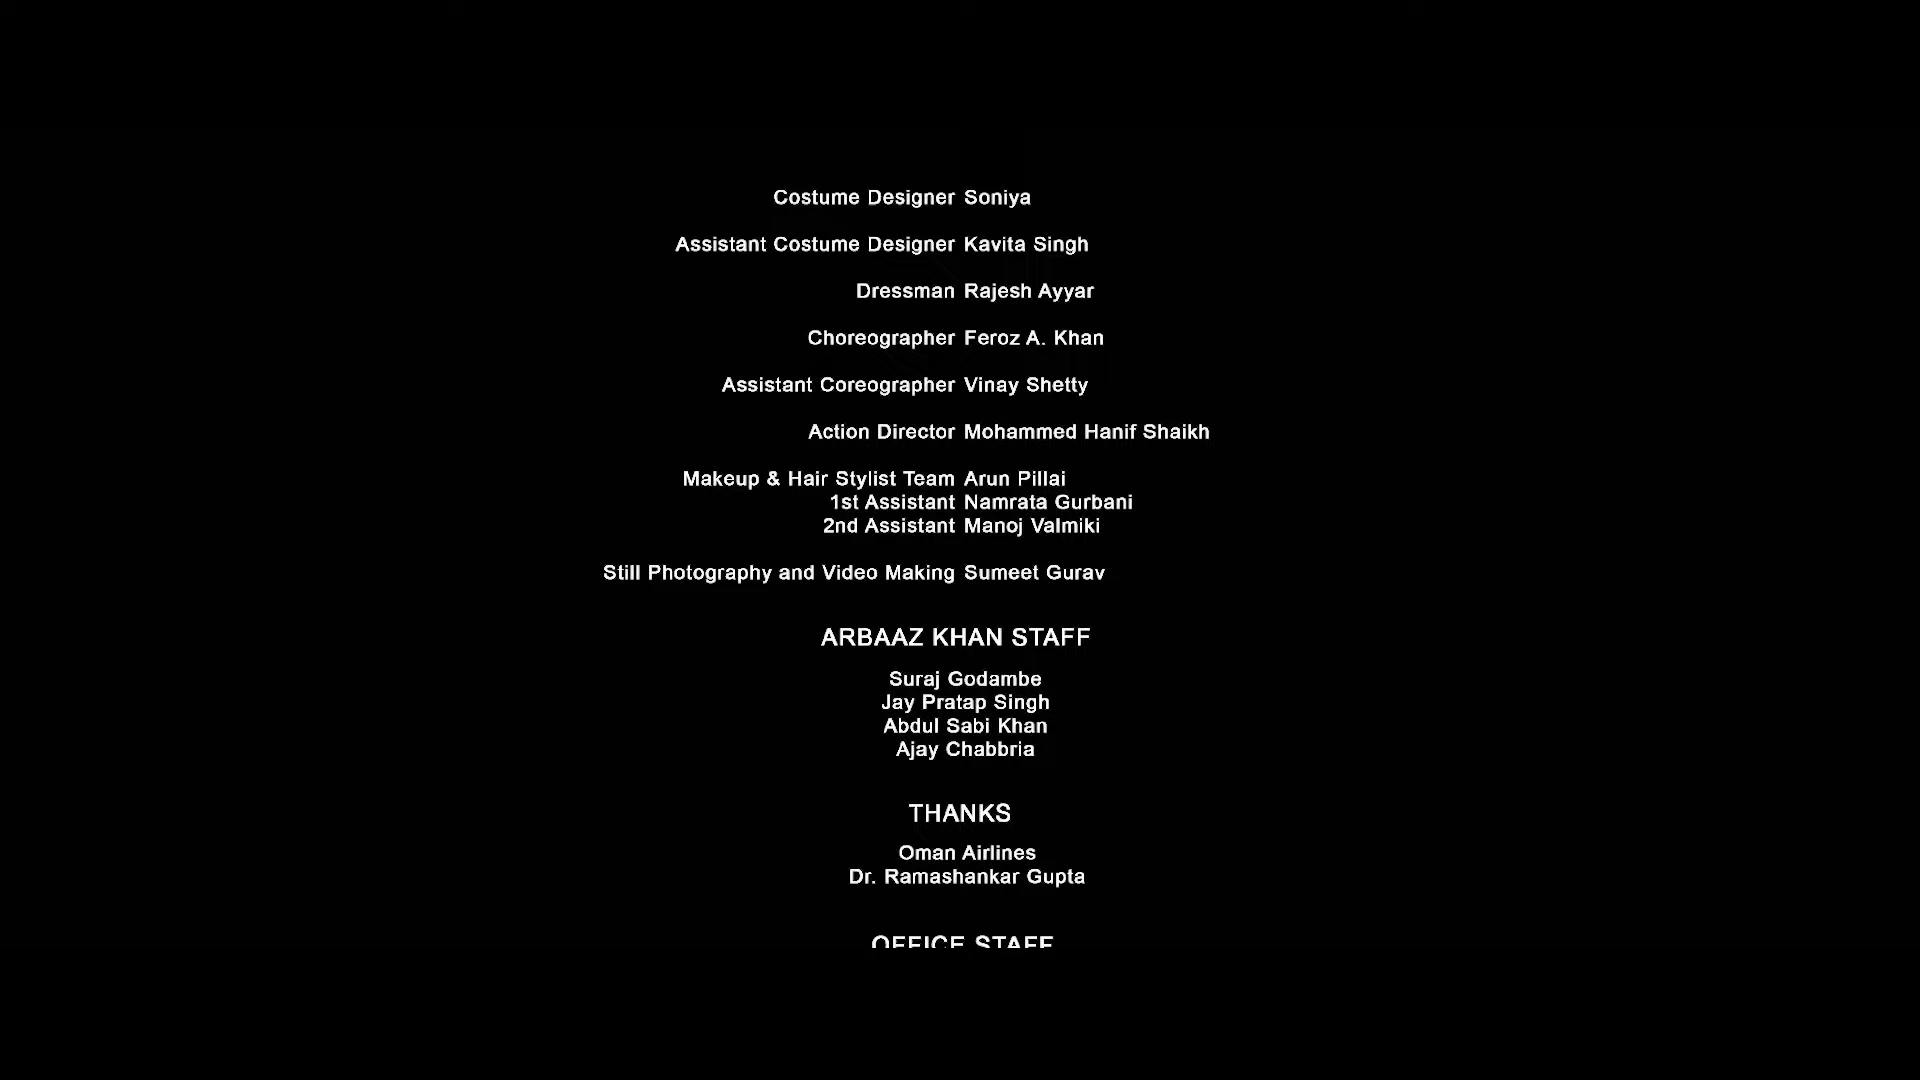 Costume Designer Soniya
Assistant Costume Designer Kavita Singh
Dressman Rajesh Ayyar
Choreographer Feroz A. Khan
Assistant Coreographer Vinay Shetty
Action Director Mohammed Hanif Shaikh
Makeup & Hair Stylist Team Arun Pillai
1st Assistant Namrata Gurbani
2nd Assistant Manoj Valmiki
Still Photography and Video Making Sumeet Gurav
ARBAAZ KHAN STAFF
Suraj Godambe
Jay Pratap Singh
Abdul Sabi Khan
Ajay Chabbria
THANKS
Oman Airlines
Dr. Ramashankar Gupta
OFFICE STAFF